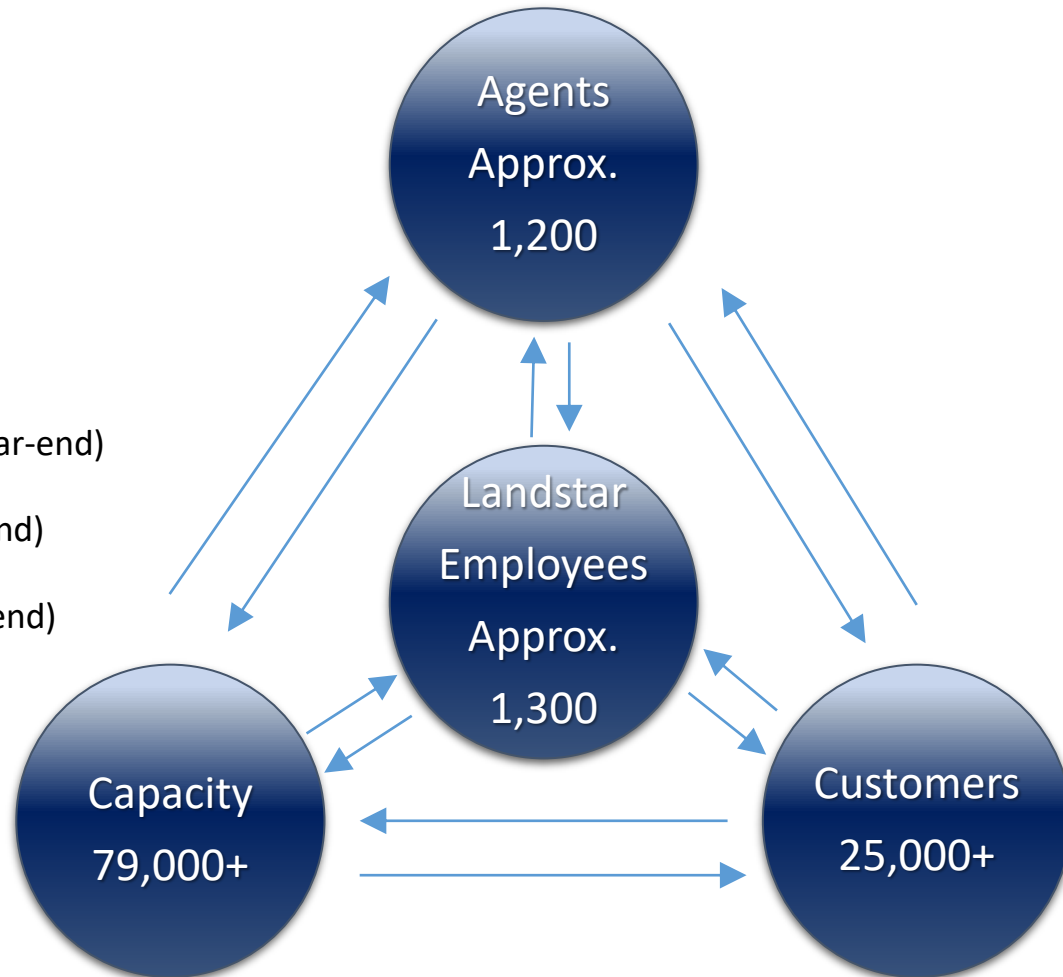 Agents
Approx.
1,200
ar-end)
nd)
end)
Landstar
Employees
Approx.
1,300
Capacity
79,000+
Customers
25,000+